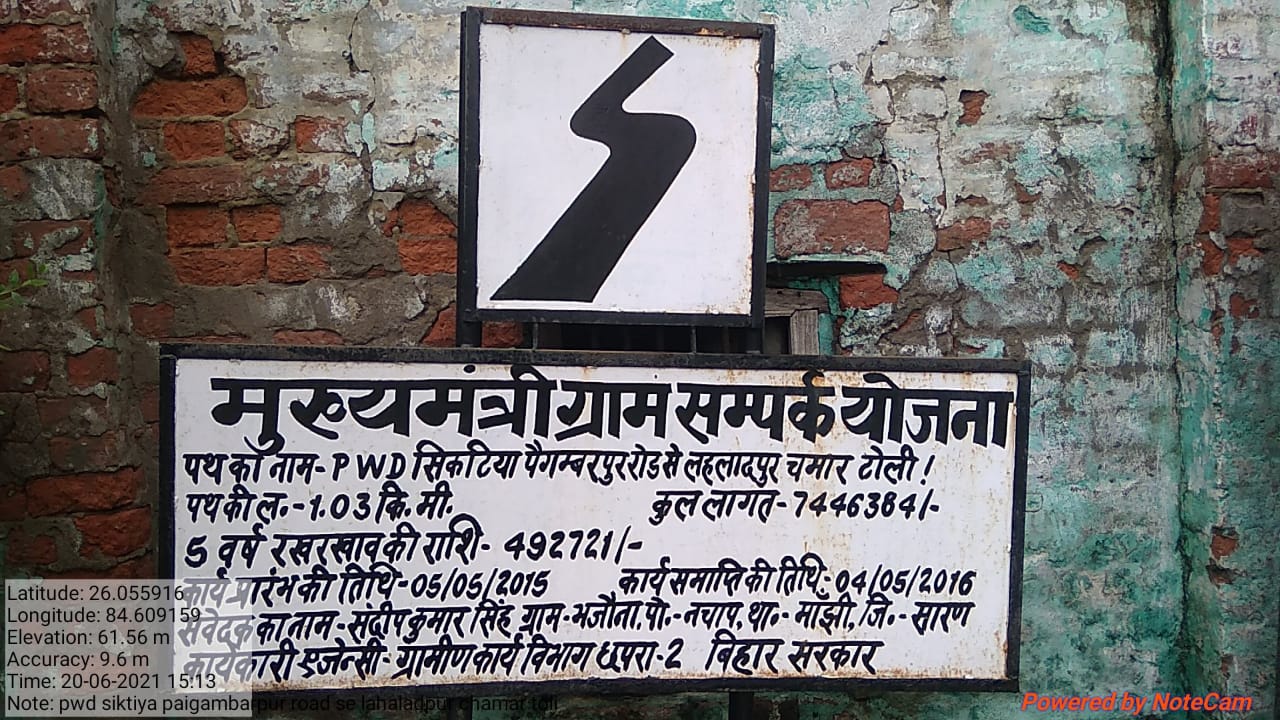 मुख्यमंत्री ग्राम सम्पर्क योजना
पथ का नाम- PWD सिकटिया पैगम्बरपुर रोड से लहलादपुर चमार टोली!
पथ की ल.- 1.03 कि.मी. कुल लागत- 7446384/-
5 वर्ष रखरखाव की राशि- 492721/-
कार्य प्रारंभ की तिथि- 05/05/2015 कार्य समाप्ति की तिथि:- 04/05/2016
संवेदक का नाम - संदीप कुमार सिंह, ग्राम-भजौना, पो.- नचाप, था.- माँझी, जि.- सारण
कार्यकारी एजेन्सी- ग्रामीण कार्य विभाग छपरा-2 बिहार सरकार
Latitude: 26.055916
Longitude: 84.609159
Elevation: 61.56 m
Accuracy: 9.6 m
Time: 20-06-2021 15:13
Note: pwd siktiya paigambarpur road se lahaladpur chamar toli
Powered by NoteCam